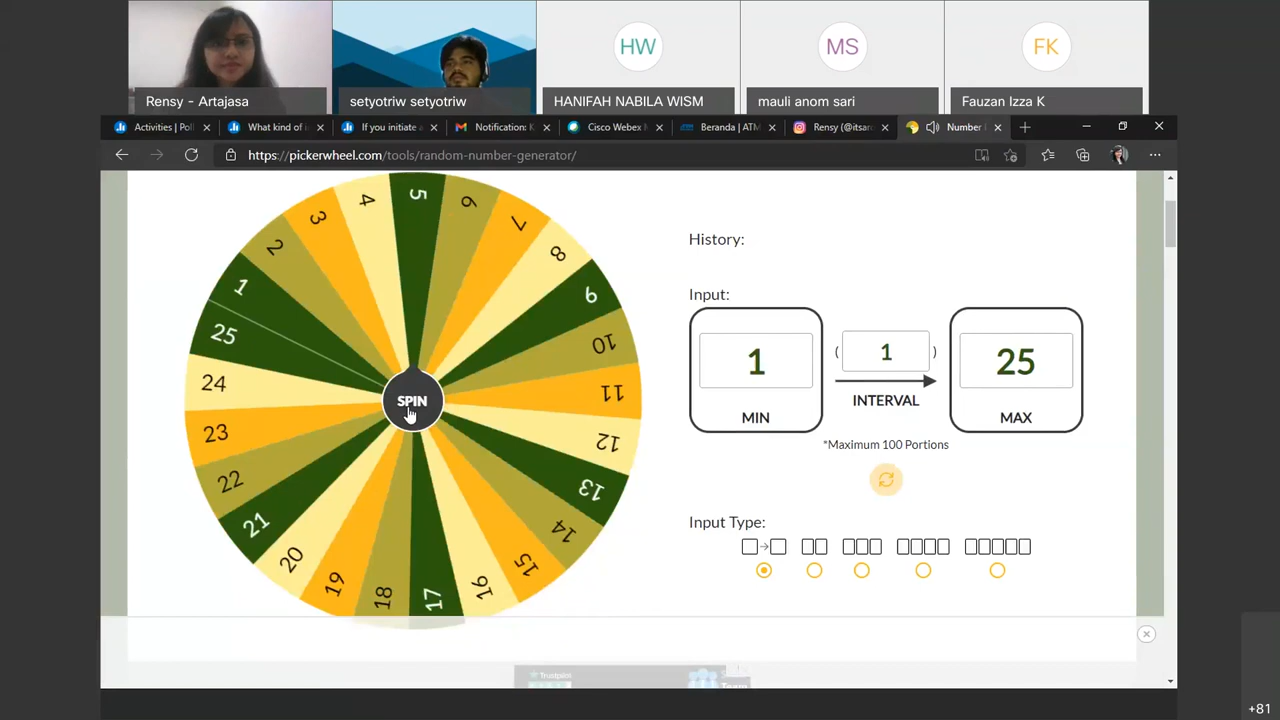 HW
MS
FK
Rensy - Artajasa
setyotriw setyotriw
HANIFAH NABILA WISM
mauli anom sari
Fauzan Izza K
Activities | Pol
What kind of i
If you initiate a
Notification: K
Cisco Webex M
Beranda | ATM
Rensy (@itsar
Number
https://pickerwheel.com/tools/random-number-generator/
5
4
6
3
7
2
8
1
9
25
10
24
11
23
12
22
13
21
14
20
15
19
16
18
17
SPIN
History:
Input:
1
MIN
( 1 )
INTERVAL
25
MAX
*Maximum 100 Portions
Input Type:
Trustpilot
Team
+81